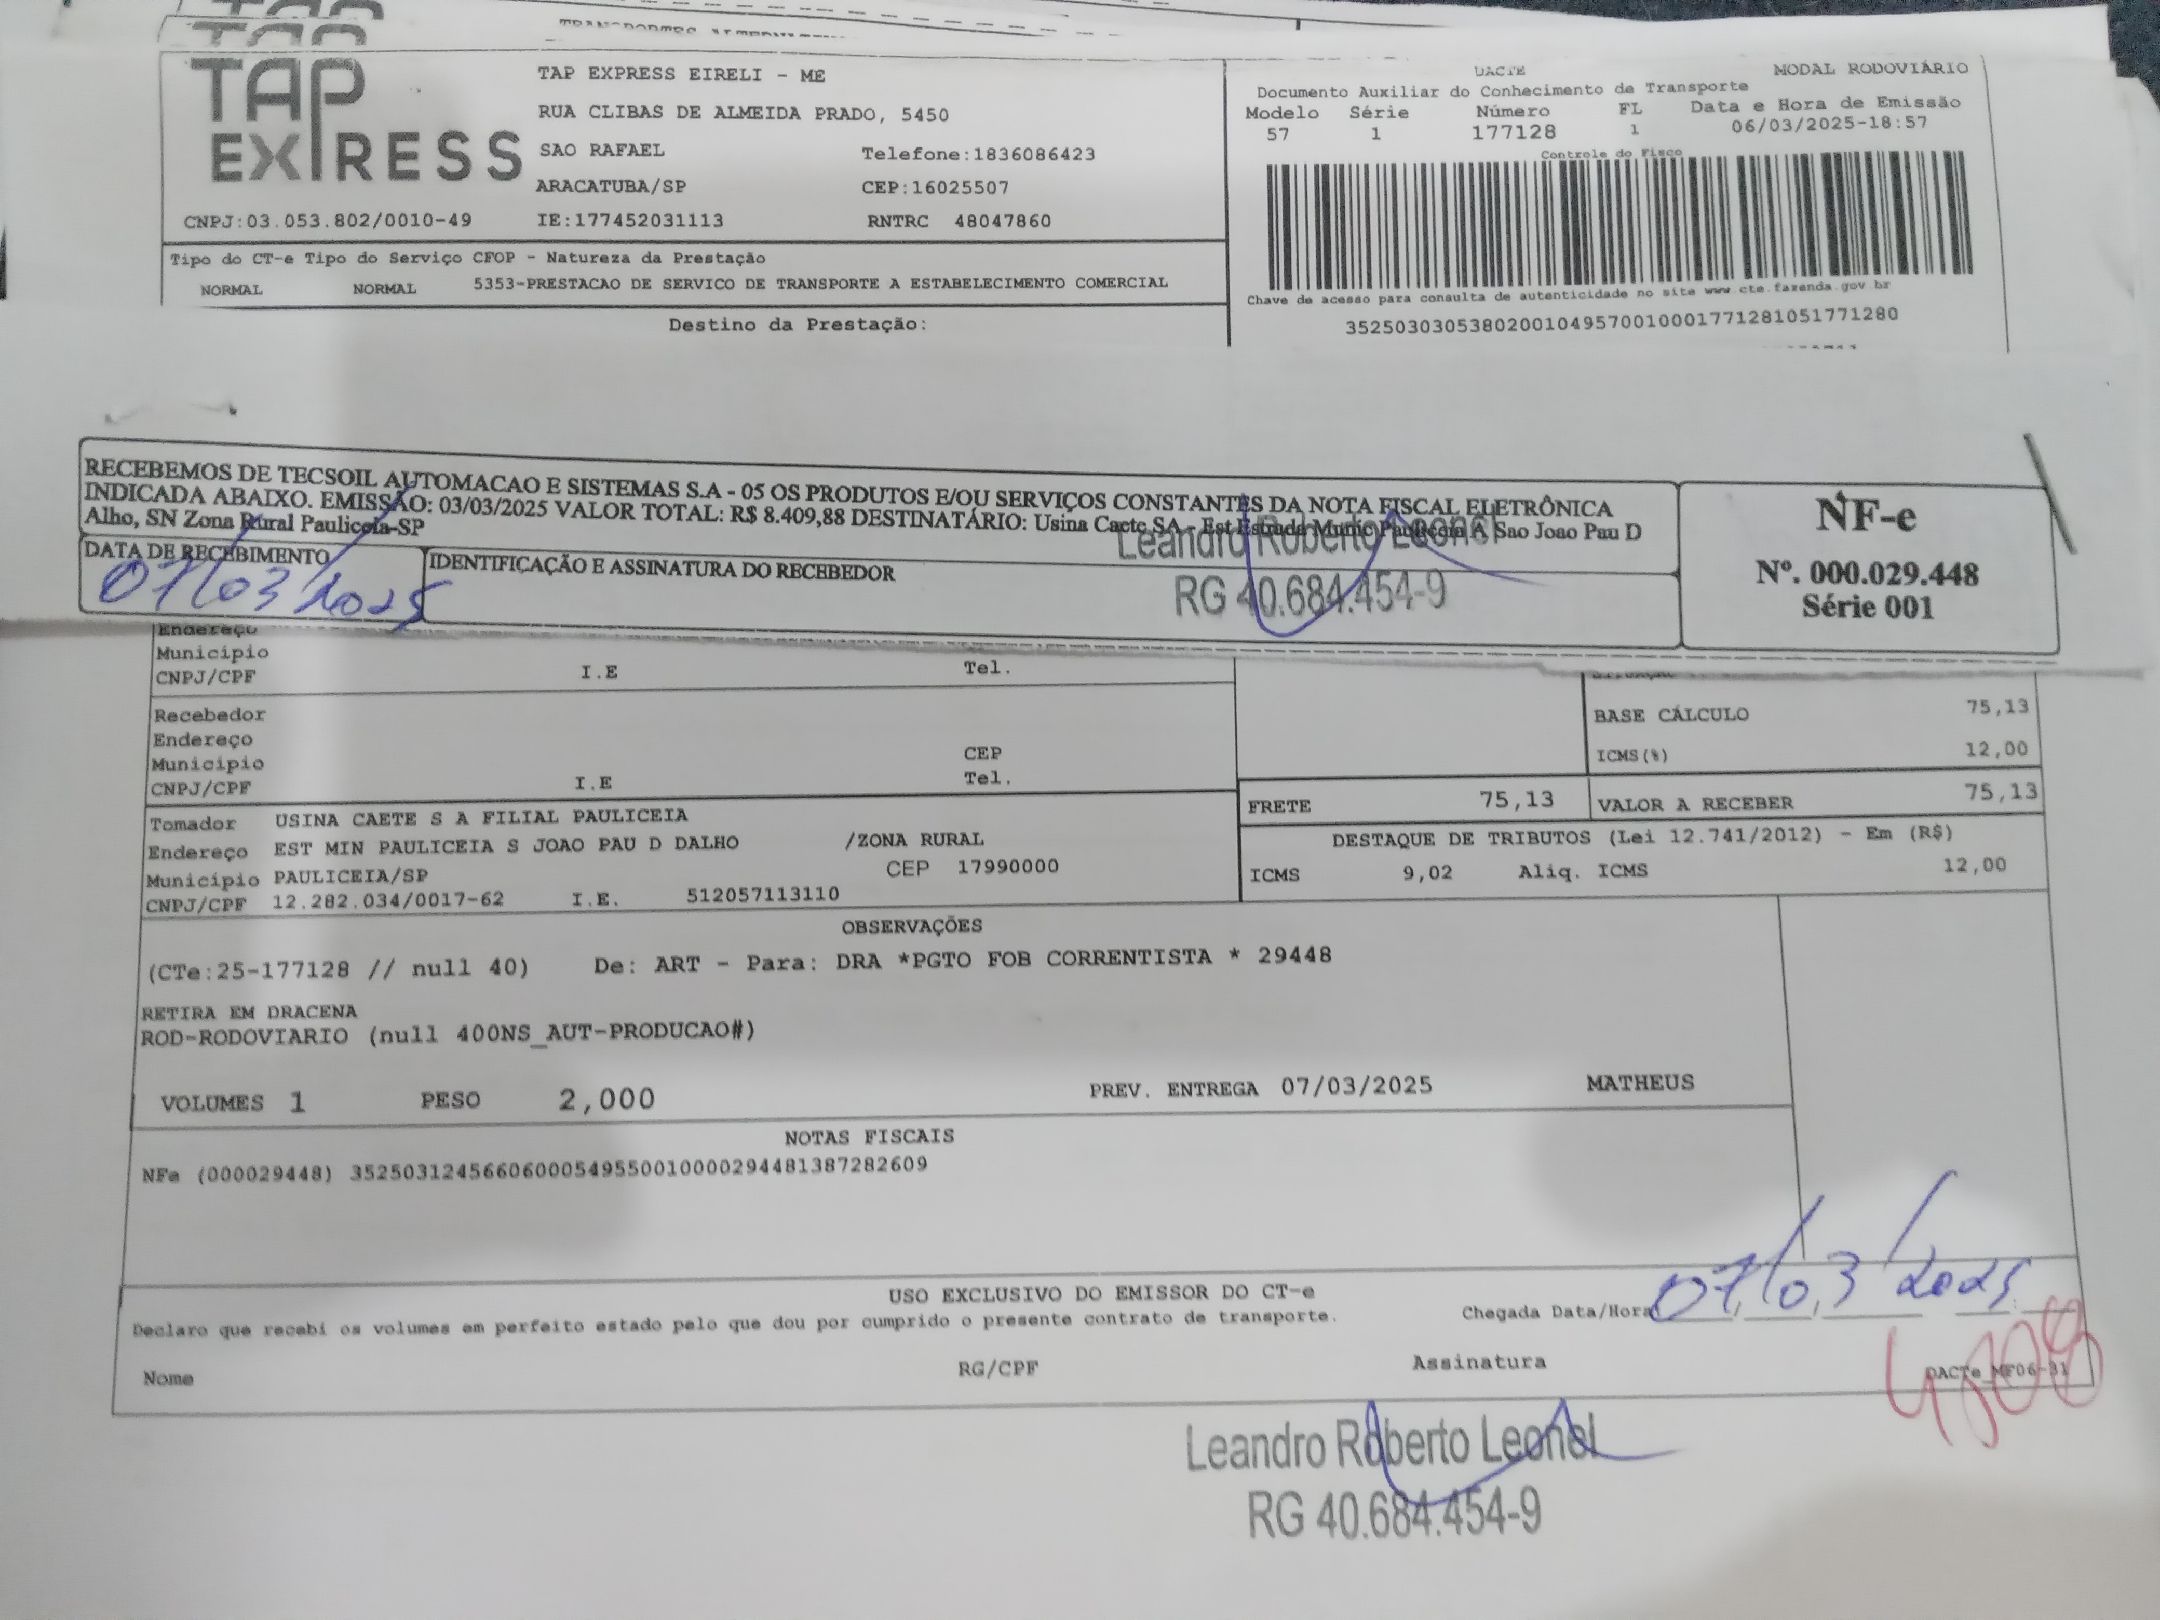 TAP EXPRESS
TAP EXPRESS EIRELI - ME
RUA CLIBAS DE ALMEIDA PRADO, 5450
SAO RAFAEL Telefone:1836086423
ARACATUBA/SP CEP:16025507
CNPJ:03.053.802/0010-49 IE:177452031113 RNTRC 48047860
Tipo do CT-e Tipo do Serviço CFOP - Natureza da Prestação
NORMAL NORMAL 5353-PRESTACAO DE SERVICO DE TRANSPORTE A ESTABELECIMENTO COMERCIAL
Destino da Prestação:
DACTE MODAL RODOVIÁRIO
Documento Auxiliar do Conhecimento de Transporte
Modelo Série Número FL Data e Hora de Emissão
57 1 177128 1 06/03/2025-18:57
Controle do Fisco
Chave de acesso para consulta de autenticidade no site www.cte.fazenda.gov br
35250303053802001049570010001771281051771280
RECEBEMOS DE TECSOIL AUTOMACAO E SISTEMAS S.A - 05 OS PRODUTOS E/OU SERVIÇOS CONSTANTES DA NOTA FISCAL ELETRÔNICA
INDICADA ABAIXO. EMISSÃO: 03/03/2025 VALOR TOTAL: R$ 8.409,88 DESTINATÁRIO: Usina Caete SA - Est Estrada Munic Pauliceia A Sao Joao Pau D
Alho, SN Zona Rural Pauliceia-SP
DATA DE RECEBIMENTO IDENTIFICAÇÃO E ASSINATURA DO RECEBEDOR
07/03/2025
Leandro Roberto Leonel
RG 40.684.454-9
NF-e
Nº. 000.029.448
Série 001
Endereço
Município
CNPJ/CPF I.E Tel.
Recebedor
Endereço
Município CEP
CNPJ/CPF I.E Tel.
BASE CÁLCULO 75,13
ICMS(%) 12,00
FRETE 75,13 VALOR A RECEBER 75,13
Tomador USINA CAETE S A FILIAL PAULICEIA
Endereço EST MIN PAULICEIA S JOAO PAU D DALHO /ZONA RURAL
Município PAULICEIA/SP CEP 17990000
CNPJ/CPF 12.282.034/0017-62 I.E. 512057113110
DESTAQUE DE TRIBUTOS (Lei 12.741/2012) - Em (R$)
ICMS 9,02 Aliq. ICMS 12,00
OBSERVAÇÕES
(CTe:25-177128 // null 40) De: ART - Para: DRA *PGTO FOB CORRENTISTA * 29448
RETIRA EM DRACENA
ROD-RODOVIARIO (null 400NS_AUT-PRODUCAO#)
VOLUMES 1 PESO 2,000 PREV. ENTREGA 07/03/2025 MATHEUS
NOTAS FISCAIS
NFe (000029448) 35250312456606000549550010000294481387282609
USO EXCLUSIVO DO EMISSOR DO CT-e
Declaro que recebi os volumes em perfeito estado pelo que dou por cumprido o presente contrato de transporte. Chegada Data/Hora 07/03/2025
Nome RG/CPF Assinatura DACTe_MF06-31
Leandro Roberto Leonel
RG 40.684.454-9